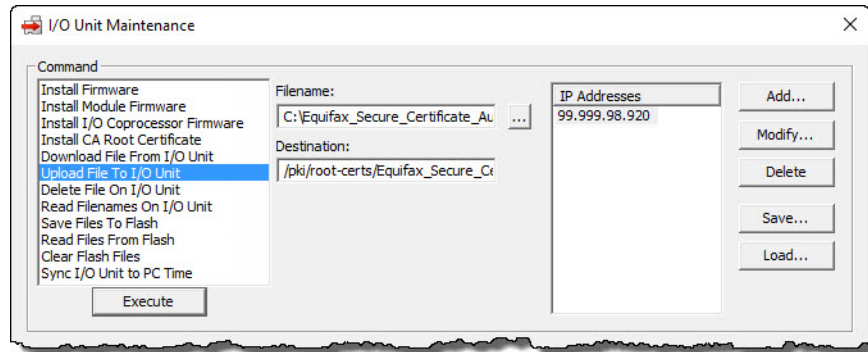 I/O Unit Maintenance
Command
Install Firmware
Install Module Firmware
Install I/O Coprocessor Firmware
Install CA Root Certificate
Download File From I/O Unit
Upload File To I/O Unit
Delete File On I/O Unit
Read Filenames On I/O Unit
Save Files To Flash
Read Files From Flash
Clear Flash Files
Sync I/O Unit to PC Time
Execute
Filename:
C:\Equifax_Secure_Certificate_Au
...
Destination:
/pki/root-certs/Equifax_Secure_Ce
IP Addresses
99.999.98.920
Add...
Modify...
Delete
Save...
Load...